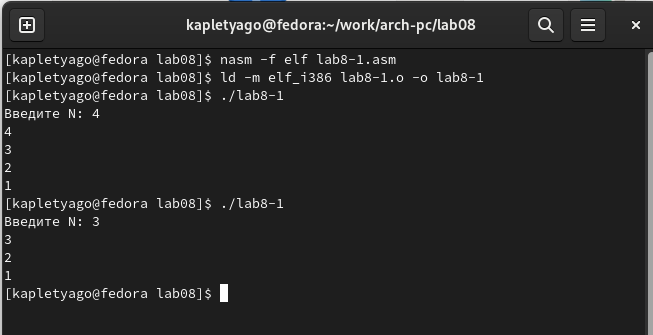 kapletyago@fedora:~/work/arch-pc/lab08
[kapletyago@fedora lab08]$ nasm -f elf lab8-1.asm
[kapletyago@fedora lab08]$ ld -m elf_i386 lab8-1.o -o lab8-1
[kapletyago@fedora lab08]$ ./lab8-1
Введите N: 4
4
3
2
1
[kapletyago@fedora lab08]$ ./lab8-1
Введите N: 3
3
2
1
[kapletyago@fedora lab08]$